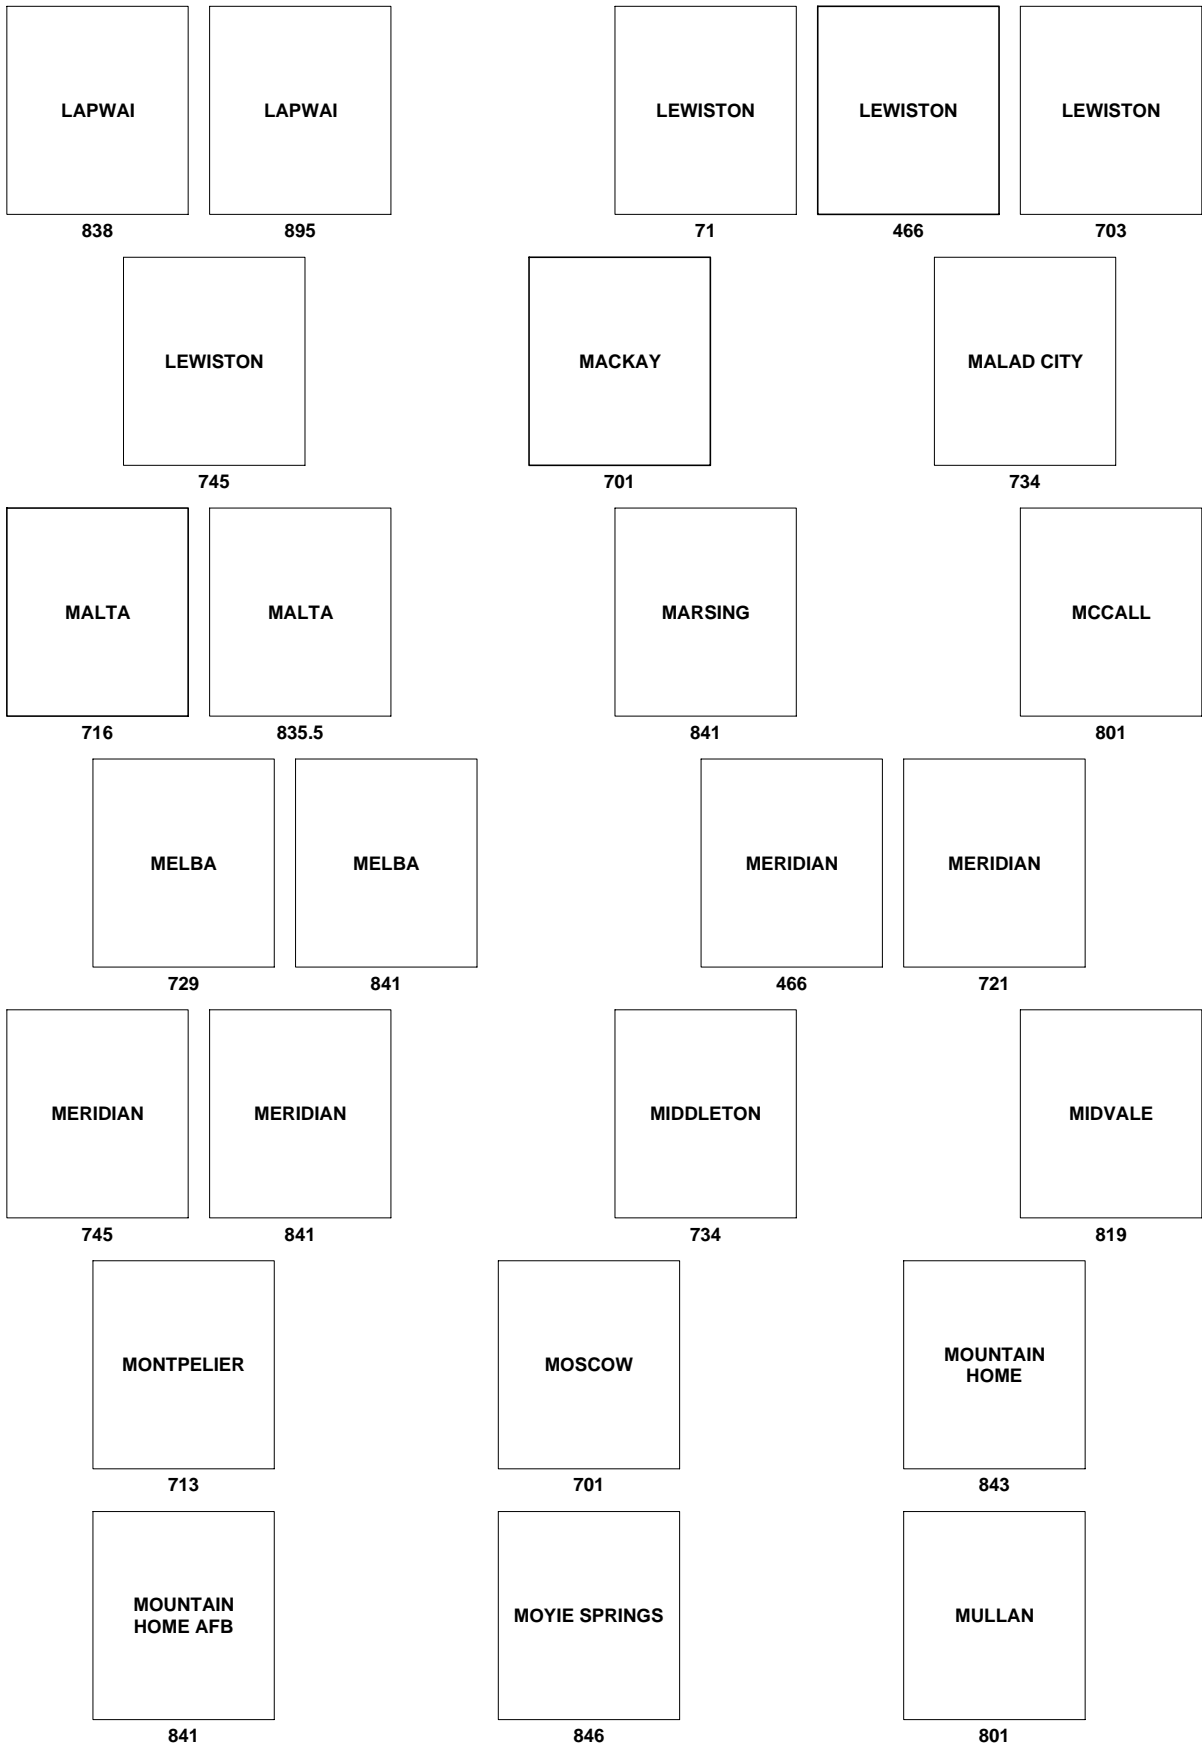 LAPWAI LAPWAI LEWISTON LEWISTON LEWISTON
838 895 71 466 703
LEWISTON MACKAY MALAD CITY
745 701 734
MALTA MALTA MARSING MCCALL
716 835.5 841 801
MELBA MELBA MERIDIAN MERIDIAN
729 841 466 721
MERIDIAN MERIDIAN MIDDLETON MIDVALE
745 841 734 819
MONTPELIER MOSCOW MOUNTAIN
HOME
713 701 843
MOUNTAIN
HOME AFB MOYIE SPRINGS MULLAN
841 846 801